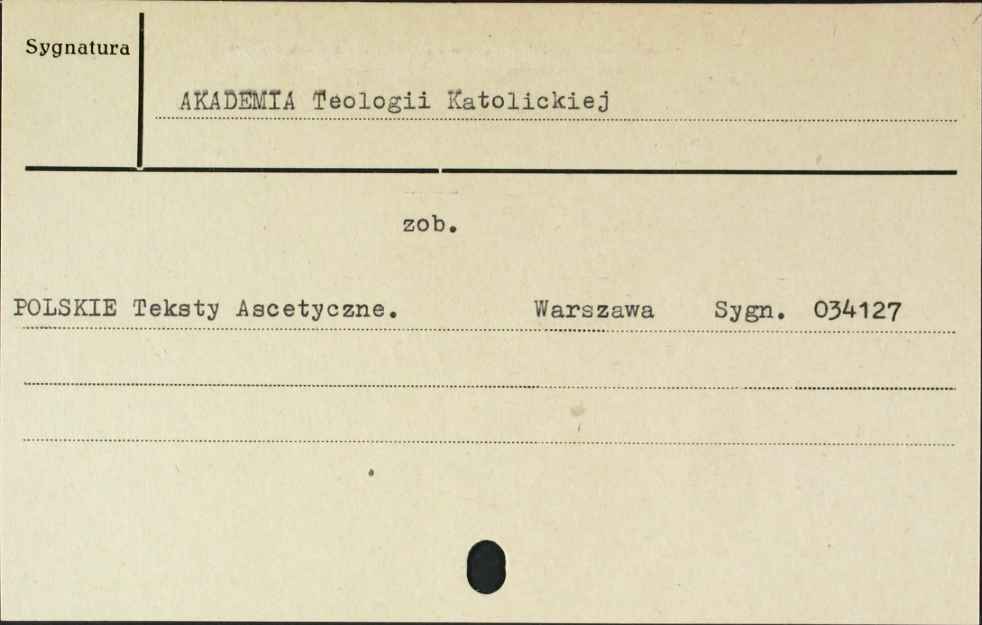 Sygnatura
AKADEMIA Teologii Katolickiej
zob.
POLSKIE Teksty Ascetyczne. Warszawa Sygn. 034127